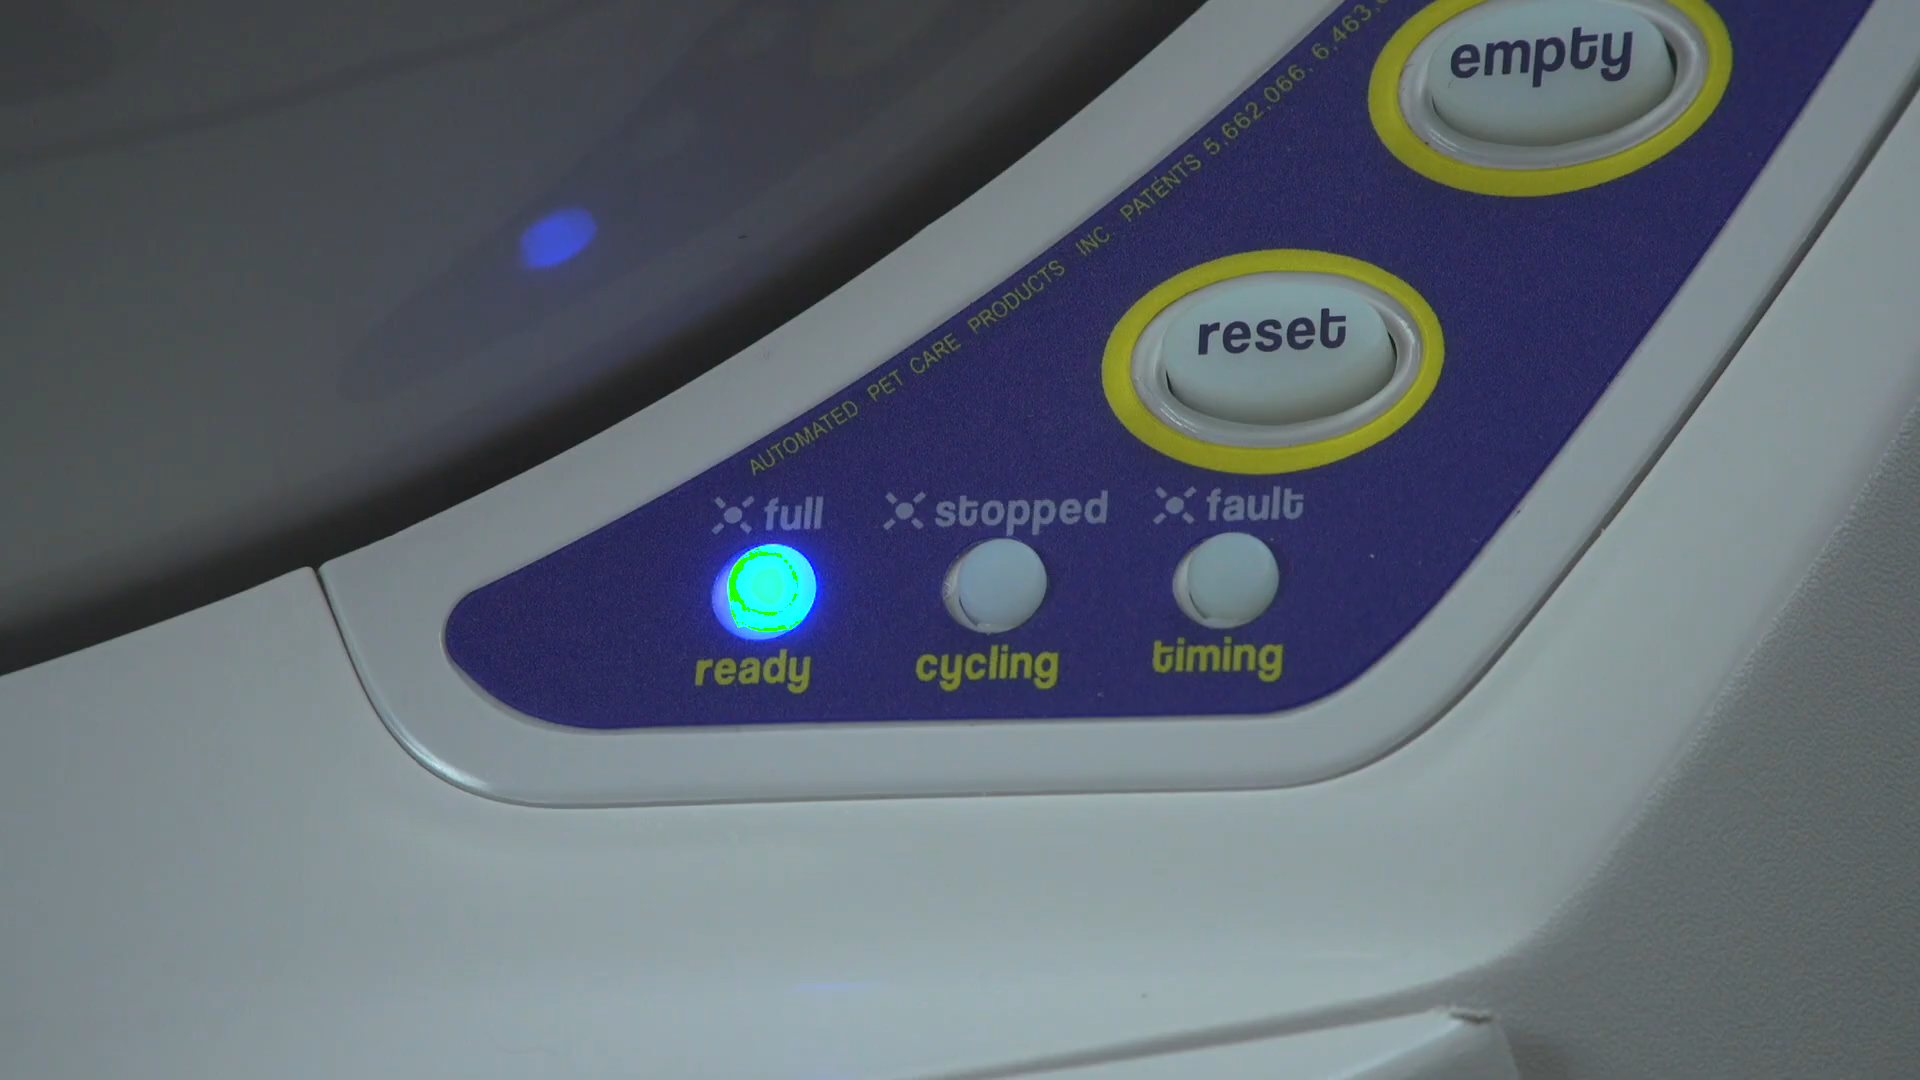 empty
reset
AUTOMATED PET CARE PRODUCTS INC. PATENTS 5,662,066. 6,463,
full stopped fault
ready cycling timing